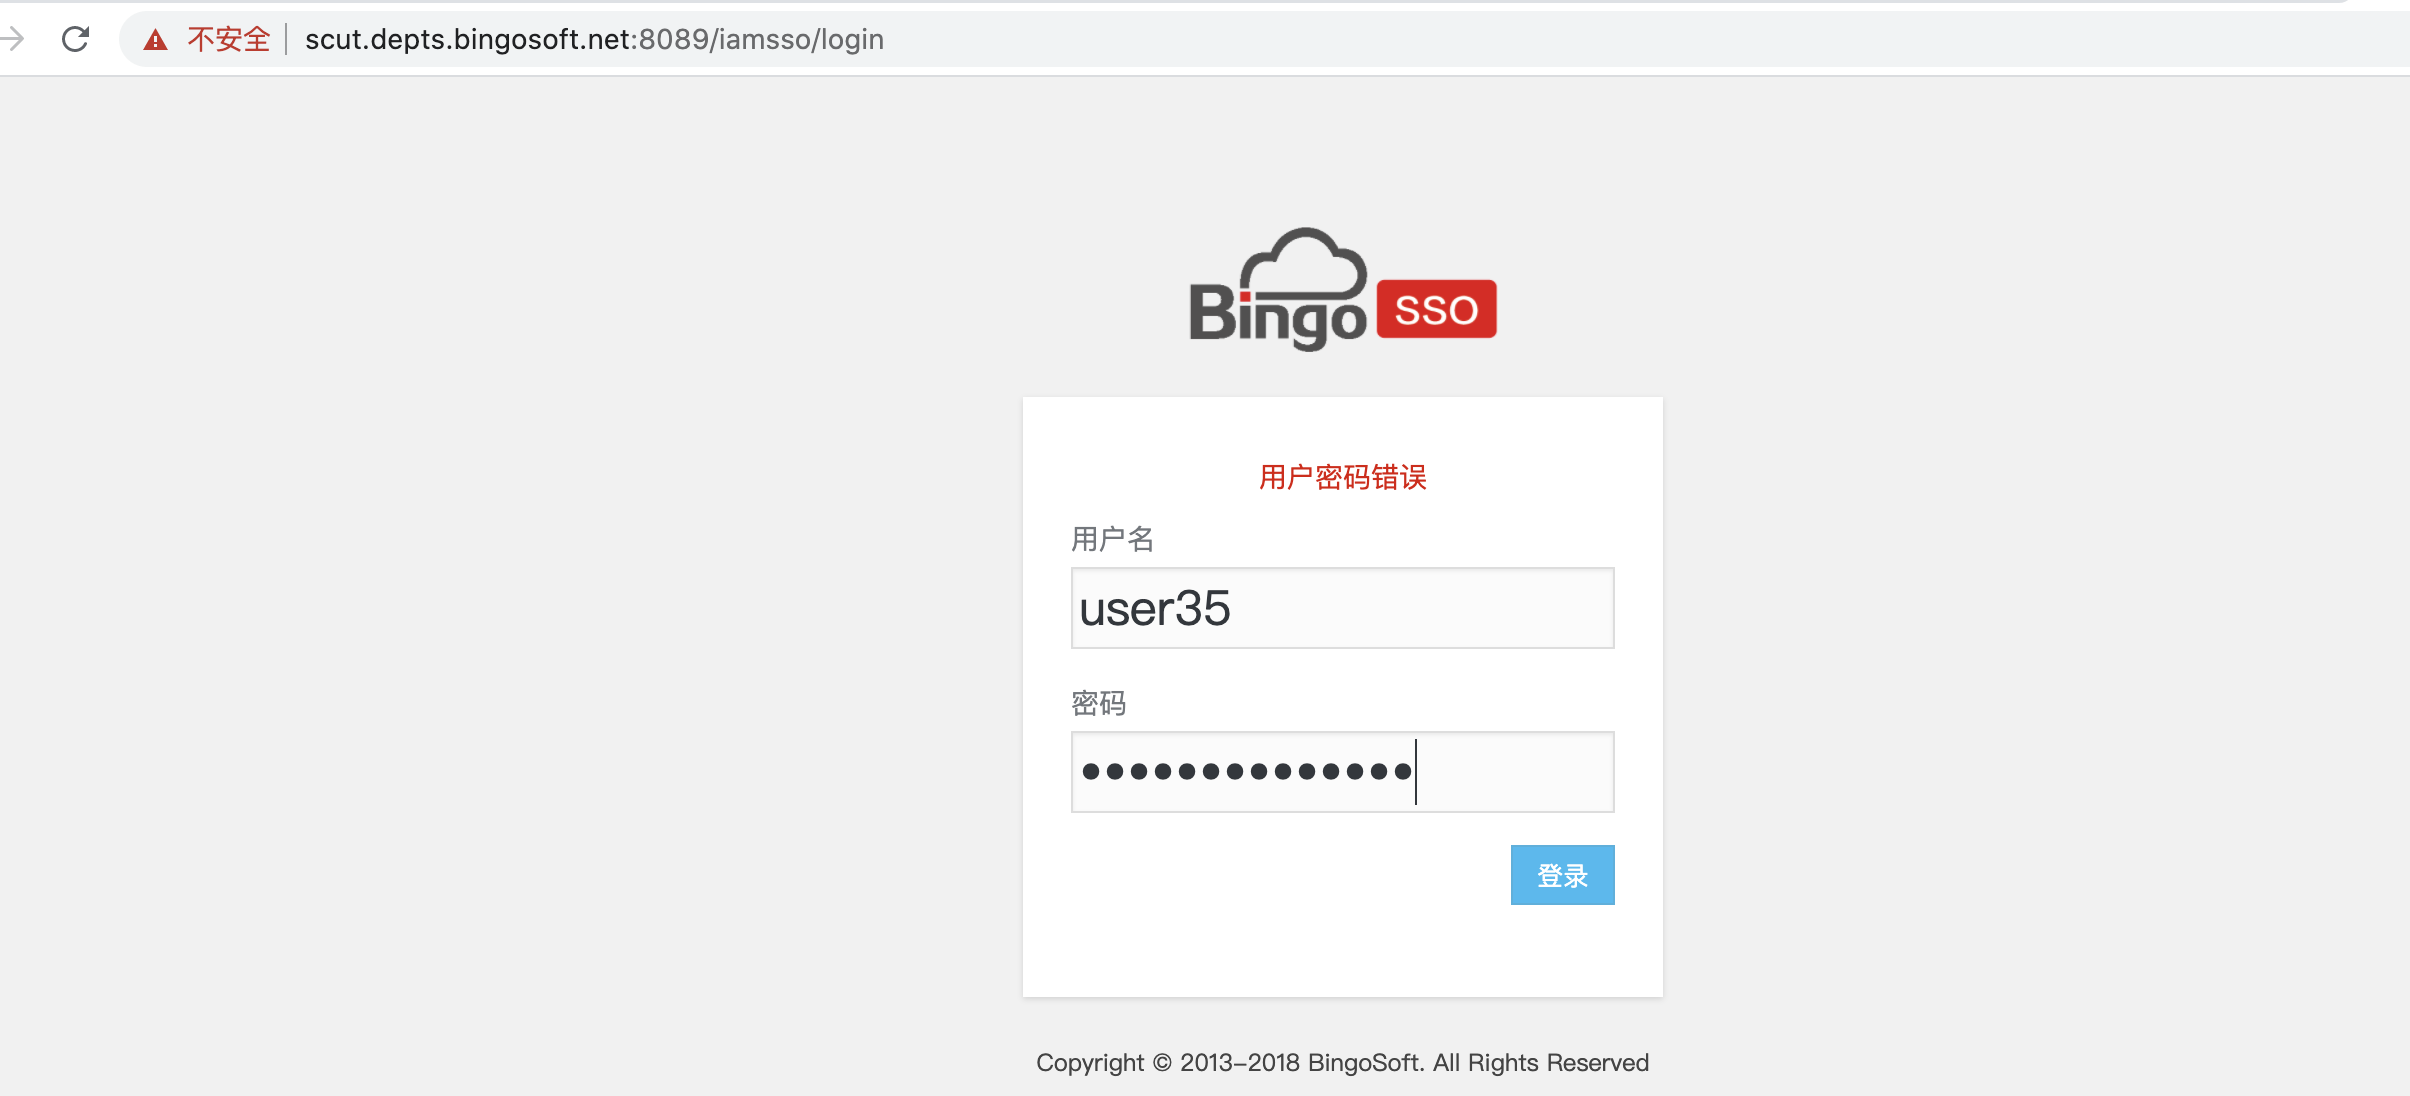 不安全 scut.depts.bingosoft.net:8089/iamsso/login
Bingo SSO
用户密码错误
用户名
user35
密码
••••••••••••••
登录
Copyright © 2013-2018 BingoSoft. All Rights Reserved